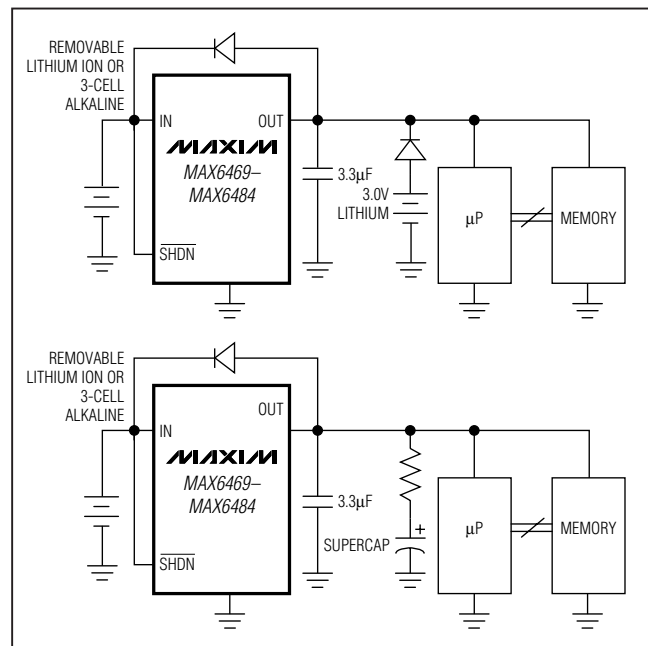 REMOVABLE
LITHIUM ION OR
3-CELL
ALKALINE
IN
OUT
MAXIM
MAX6469–
MAX6484
SHDN
3.3µF
3.0V
LITHIUM
µP
MEMORY
REMOVABLE
LITHIUM ION OR
3-CELL
ALKALINE
IN
OUT
MAXIM
MAX6469–
MAX6484
SHDN
3.3µF
SUPERCAP
+
µP
MEMORY